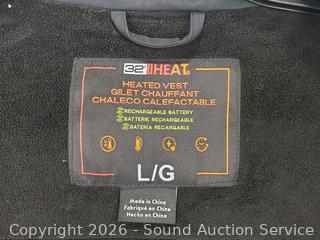 32°HEAT
HEATED VEST
GILET CHAUFFANT
CHALECO CALEFACTABLE
RECHARGEABLE BATTERY
BATTERIE RECHARGEABLE
BATERÍA RECARGABLE
L/G
Made in China
Fabriqué en China
Hecho en China
Copyright 2026 - Sound Auction Service